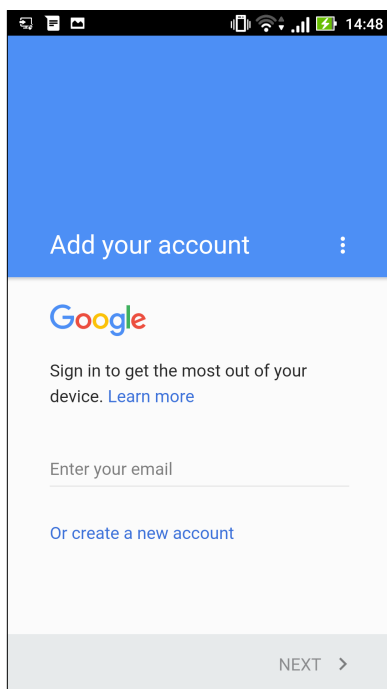 14:48
Add your account
Google
Sign in to get the most out of your
device. Learn more
Enter your email
Or create a new account
NEXT